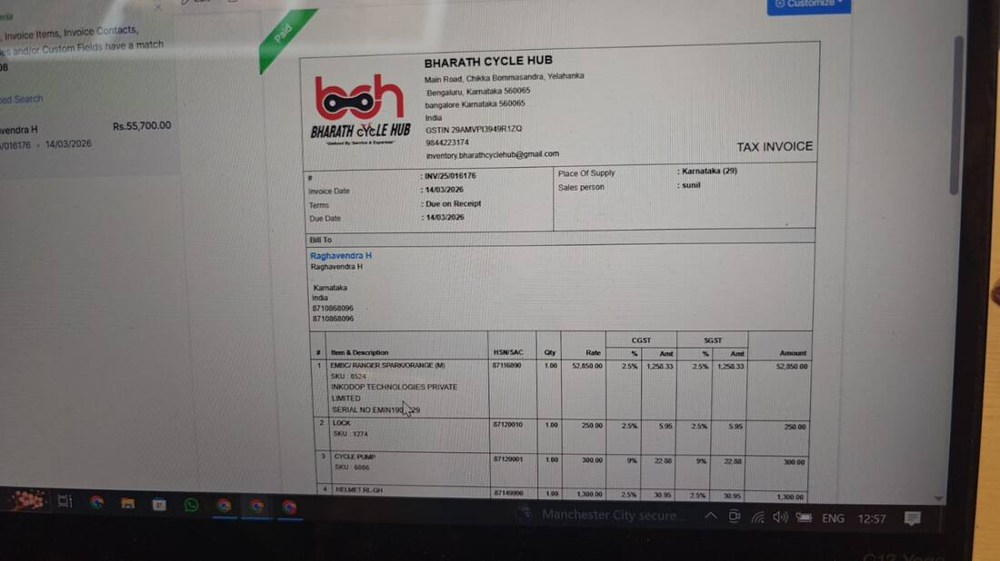 , Invoice Items, Invoice Contacts,
es and/or Custom Fields have a match
08
ed Search
vendra H
Rs.55,700.00
/016176 • 14/03/2026
Customize
Paid
bch
BHARATH CYCLE HUB
"Defined By Service & Expertise"
BHARATH CYCLE HUB
Main Road, Chikka Bommasandra, Yelahanka
Bengaluru, Karnataka 560065
bangalore Karnataka 560065
India
GSTIN 29AMVPI3949R1ZQ
9844223174
inventory.bharathcyclehub@gmail.com
TAX INVOICE
# : INV/25/016176
Invoice Date : 14/03/2026
Terms : Due on Receipt
Due Date : 14/03/2026
Place Of Supply : Karnataka (29)
Sales person : sunil
Bill To
Raghavendra H
Raghavendra H
Karnataka
India
8710868096
8710868096
CGST SGST
# Item & Description HSN/SAC Qty Rate % Amt % Amt Amount
1 EMBC/ RANGER SPARK/ORANGE (M) 87116090 1.00 52,850.00 2.5% 1,258.33 2.5% 1,258.33 52,850.00
SKU : 8524
INKODOP TECHNOLOGIES PRIVATE
LIMITED
SERIAL NO EMIN190 29
2 LOCK 87120010 1.00 250.00 2.5% 5.95 2.5% 5.95 250.00
SKU : 1274
3 CYCLE PUMP 87120001 1.00 300.00 9% 22.88 9% 22.88 300.00
SKU : 6086
4 HELMET RL-GH 87149990 1.00 1,300.00 2.5% 30.95 2.5% 30.95 1,300.00
Manchester City secure...
ENG 12:57